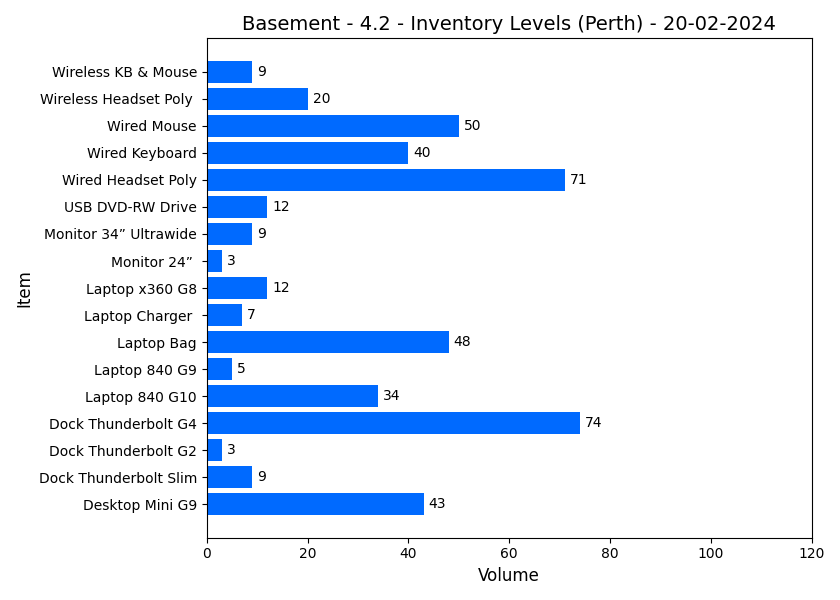 Basement - 4.2 - Inventory Levels (Perth) - 20-02-2024
Wireless KB & Mouse 9
Wireless Headset Poly 20
Wired Mouse 50
Wired Keyboard 40
Wired Headset Poly 71
USB DVD-RW Drive 12
Monitor 34” Ultrawide 9
Monitor 24” 3
Laptop x360 G8 12
Laptop Charger 7
Laptop Bag 48
Laptop 840 G9 5
Laptop 840 G10 34
Dock Thunderbolt G4 74
Dock Thunderbolt G2 3
Dock Thunderbolt Slim 9
Desktop Mini G9 43
Item
0 20 40 60 80 100 120
Volume